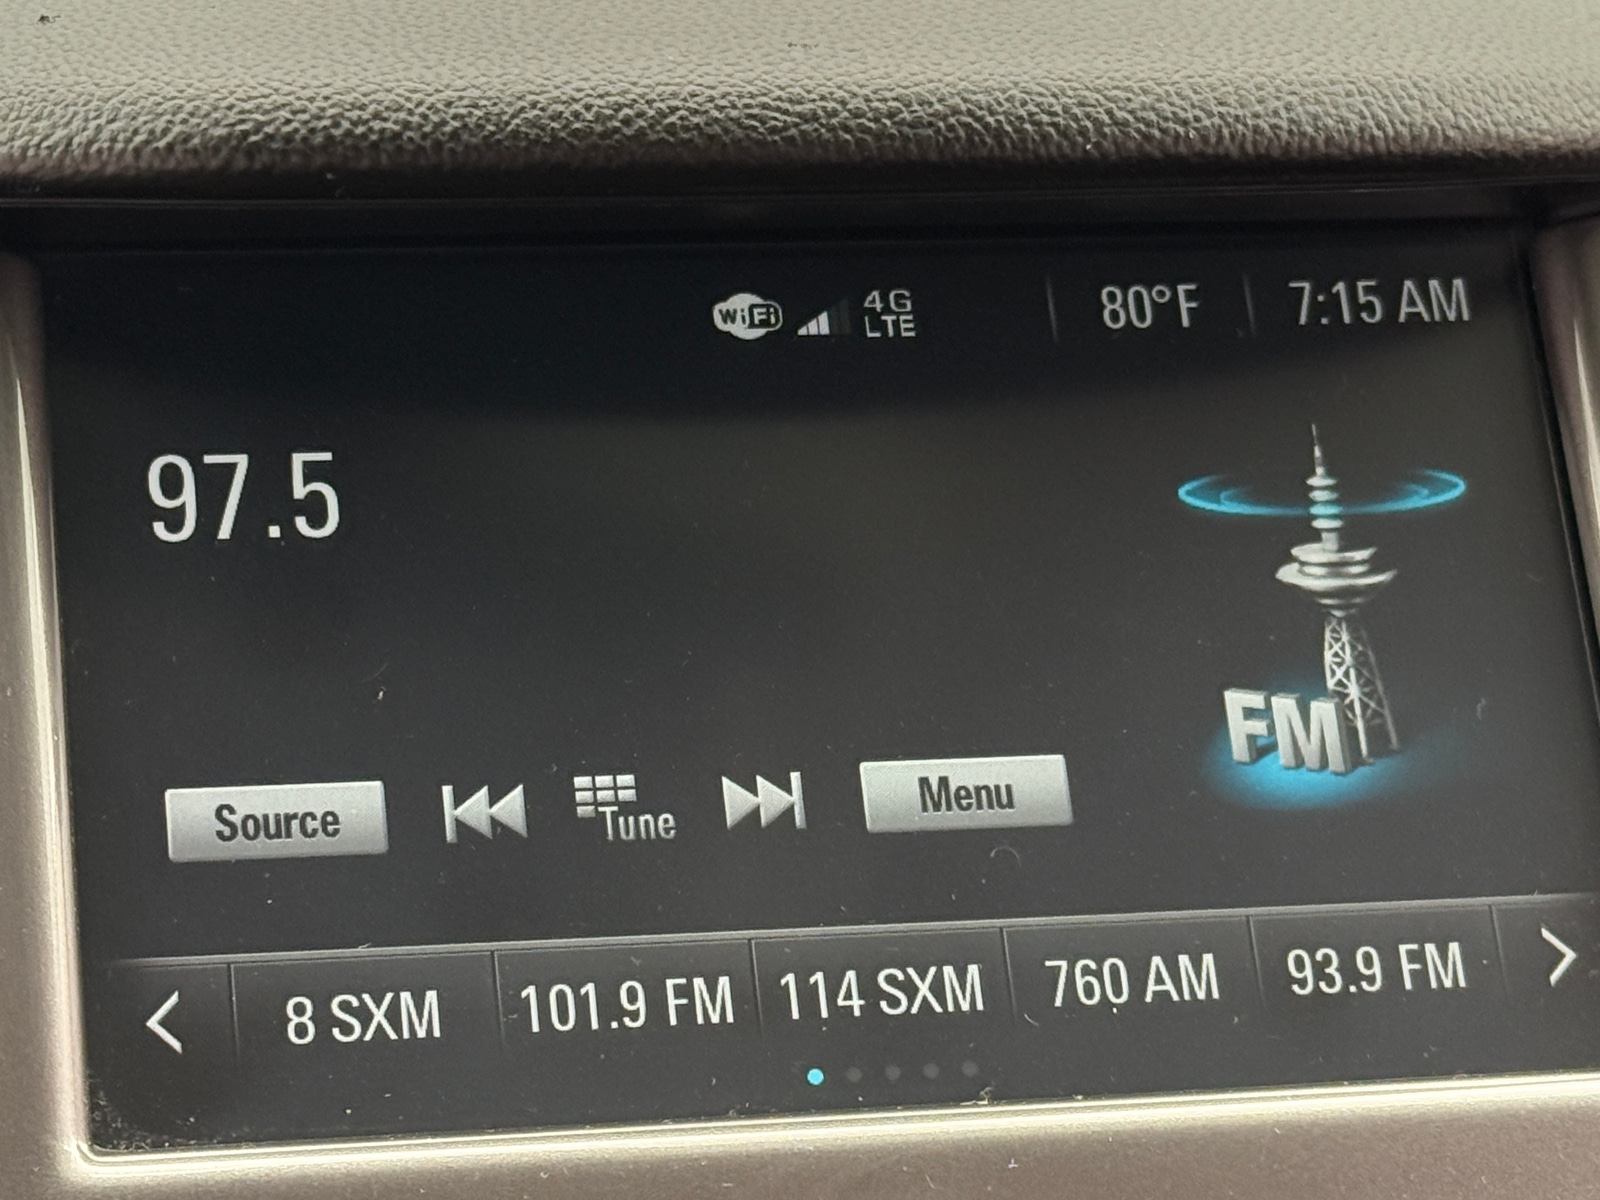 WiFi 4G LTE 80°F 7:15 AM
97.5
FM
Source Tune Menu
8 SXM 101.9 FM 114 SXM 760 AM 93.9 FM